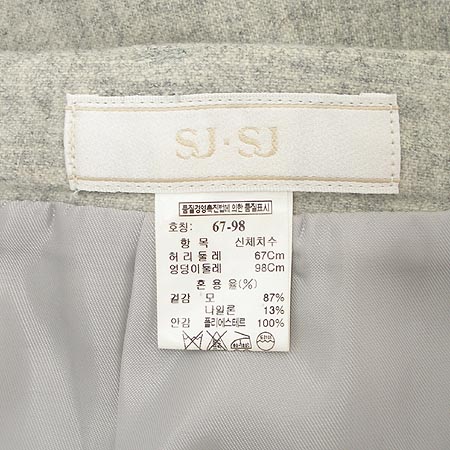 SJ·SJ
품질경영촉진법에 의한 품질표시
호칭: 67-98
항 목 신체치수
허리둘레 67Cm
엉덩이둘레 98Cm
혼용율(%)
겉감 모 87%
나일론 13%
안감 폴리에스테르 100%